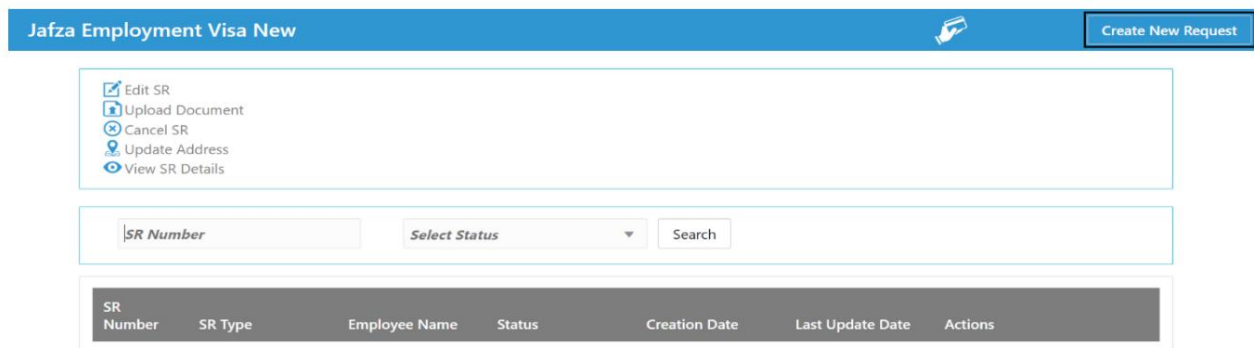 Jafza Employment Visa New
Create New Request
Edit SR
Upload Document
Cancel SR
Update Address
View SR Details
SR Number
Select Status
Search
SR Number
SR Type
Employee Name
Status
Creation Date
Last Update Date
Actions